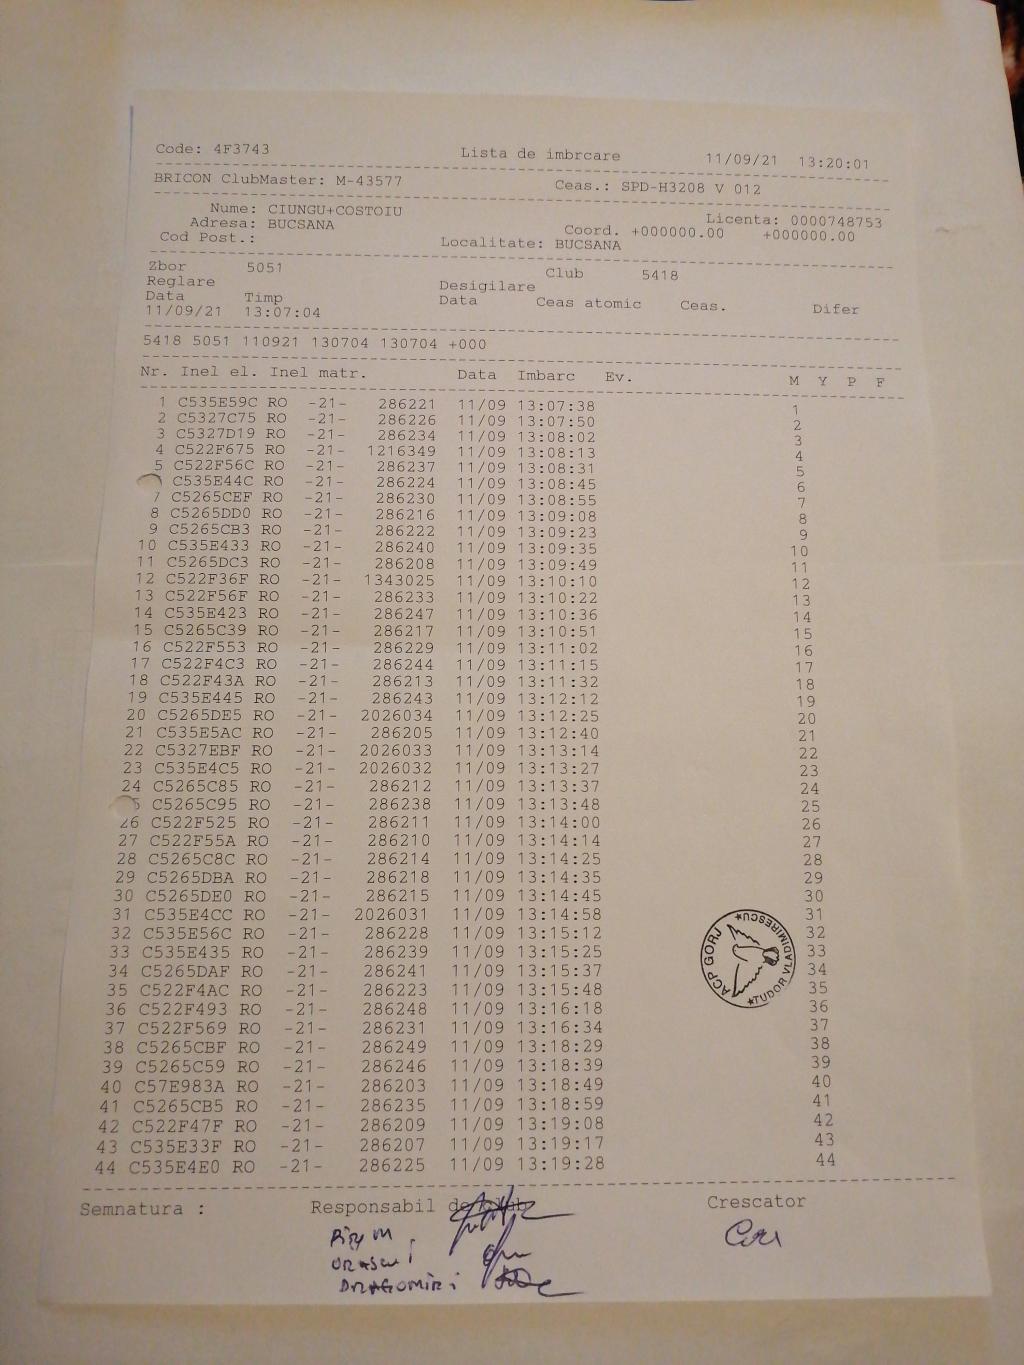 Code: 4F3743 Lista de imbrcare 11/09/21 13:20:01
BRICON ClubMaster: M-43577 Ceas.: SPD-H3208 V 012
Nume: CIUNGU+COSTOIU Licenta: 0000748753
Adresa: BUCSANA Coord. +000000.00 +000000.00
Cod Post.: Localitate: BUCSANA
Zbor 5051 Club 5418
Reglare Desigilare
Data Timp Data Ceas atomic Ceas. Difer
11/09/21 13:07:04
5418 5051 110921 130704 130704 +000
Nr. Inel el. Inel matr. Data Imbarc Ev. M Y P F
1 C535E59C RO -21- 286221 11/09 13:07:38 1
2 C5327C75 RO -21- 286226 11/09 13:07:50 2
3 C5327D19 RO -21- 286234 11/09 13:08:02 3
4 C522F675 RO -21- 1216349 11/09 13:08:13 4
5 C522F56C RO -21- 286237 11/09 13:08:31 5
C535E44C RO -21- 286224 11/09 13:08:45 6
7 C5265CEF RO -21- 286230 11/09 13:08:55 7
8 C5265DD0 RO -21- 286216 11/09 13:09:08 8
9 C5265CB3 RO -21- 286222 11/09 13:09:23 9
10 C535E433 RO -21- 286240 11/09 13:09:35 10
11 C5265DC3 RO -21- 286208 11/09 13:09:49 11
12 C522F36F RO -21- 1343025 11/09 13:10:10 12
13 C522F56F RO -21- 286233 11/09 13:10:22 13
14 C535E423 RO -21- 286247 11/09 13:10:36 14
15 C5265C39 RO -21- 286217 11/09 13:10:51 15
16 C522F553 RO -21- 286229 11/09 13:11:02 16
17 C522F4C3 RO -21- 286244 11/09 13:11:15 17
18 C522F43A RO -21- 286213 11/09 13:11:32 18
19 C535E445 RO -21- 286243 11/09 13:12:12 19
20 C5265DE5 RO -21- 2026034 11/09 13:12:25 20
21 C535E5AC RO -21- 286205 11/09 13:12:40 21
22 C5327EBF RO -21- 2026033 11/09 13:13:14 22
23 C535E4C5 RO -21- 2026032 11/09 13:13:27 23
24 C5265C85 RO -21- 286212 11/09 13:13:37 24
5 C5265C95 RO -21- 286238 11/09 13:13:48 25
26 C522F525 RO -21- 286211 11/09 13:14:00 26
27 C522F55A RO -21- 286210 11/09 13:14:14 27
28 C5265C8C RO -21- 286214 11/09 13:14:25 28
29 C5265DBA RO -21- 286218 11/09 13:14:35 29
30 C5265DE0 RO -21- 286215 11/09 13:14:45 30
31 C535E4CC RO -21- 2026031 11/09 13:14:58 31
32 C535E56C RO -21- 286228 11/09 13:15:12 32
33 C535E435 RO -21- 286239 11/09 13:15:25 33
34 C5265DAF RO -21- 286241 11/09 13:15:37 34
35 C522F4AC RO -21- 286223 11/09 13:15:48 35
36 C522F493 RO -21- 286248 11/09 13:16:18 36
37 C522F569 RO -21- 286231 11/09 13:16:34 37
38 C5265CBF RO -21- 286249 11/09 13:18:29 38
39 C5265C59 RO -21- 286246 11/09 13:18:39 39
40 C57E983A RO -21- 286203 11/09 13:18:49 40
41 C5265CB5 RO -21- 286235 11/09 13:18:59 41
42 C522F47F RO -21- 286209 11/09 13:19:08 42
43 C535E33F RO -21- 286207 11/09 13:19:17 43
44 C535E4E0 RO -21- 286225 11/09 13:19:28 44
ACP GORJ *TUDOR VLADIMIRESCU*
Semnatura : Responsabil de Club Crescator
DRAGOMIR i